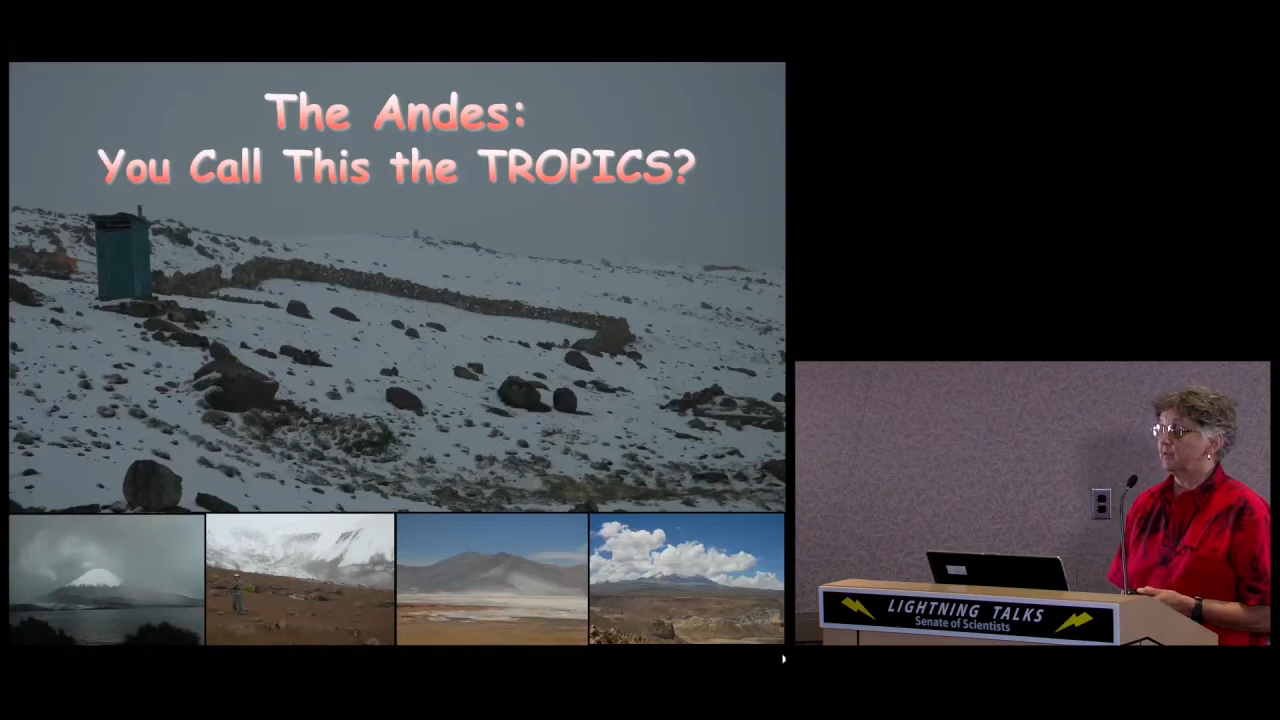 The Andes:
You Call This the TROPICS?
LIGHTNING TALKS
Senate of Scientists